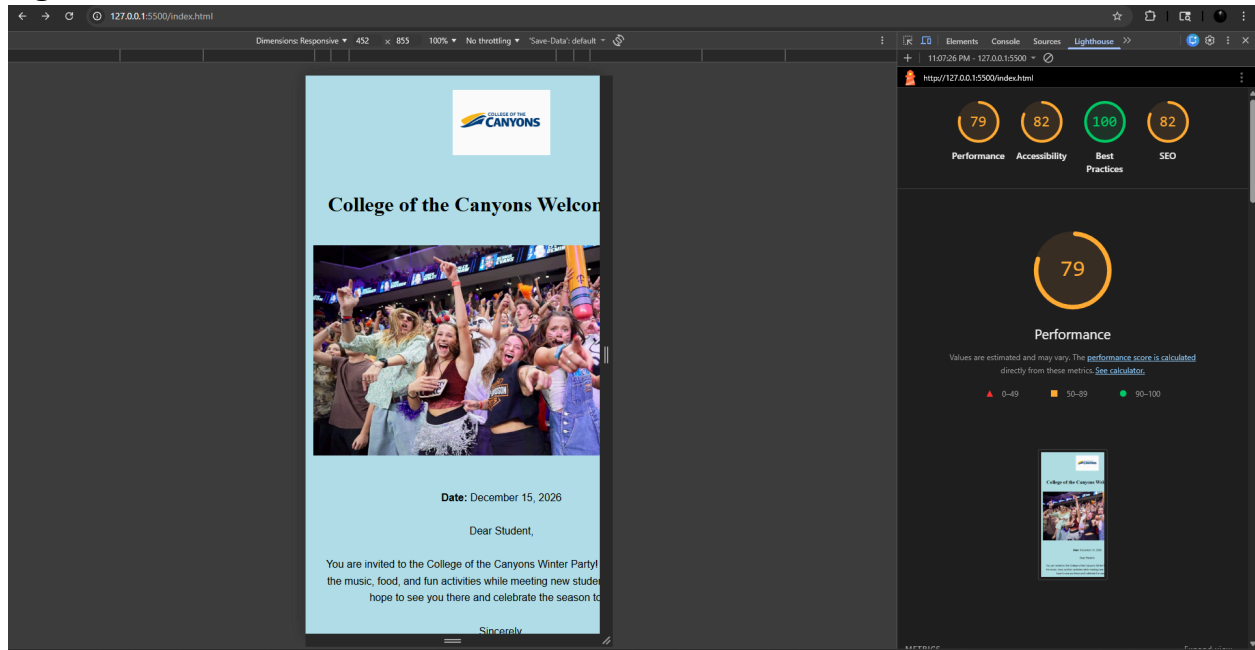 127.0.0.1:5500/index.html
Dimensions: Responsive 452 × 855 100% No throttling 'Save-Data': default
Elements Console Sources Lighthouse
11:07:26 PM - 127.0.0.1:5500
http://127.0.0.1:5500/index.html
COLLEGE OF THE
CANYONS
79 82 100 82
Performance Accessibility Best Practices SEO
College of the Canyons Welcom
79
Performance
Values are estimated and may vary. The performance score is calculated
directly from these metrics. See calculator.
0–49 50–89 90–100
Date: December 15, 2026
Dear Student,
You are invited to the College of the Canyons Winter Party!
the music, food, and fun activities while meeting new studen
hope to see you there and celebrate the season to
Sincerely
METRICS Expand view